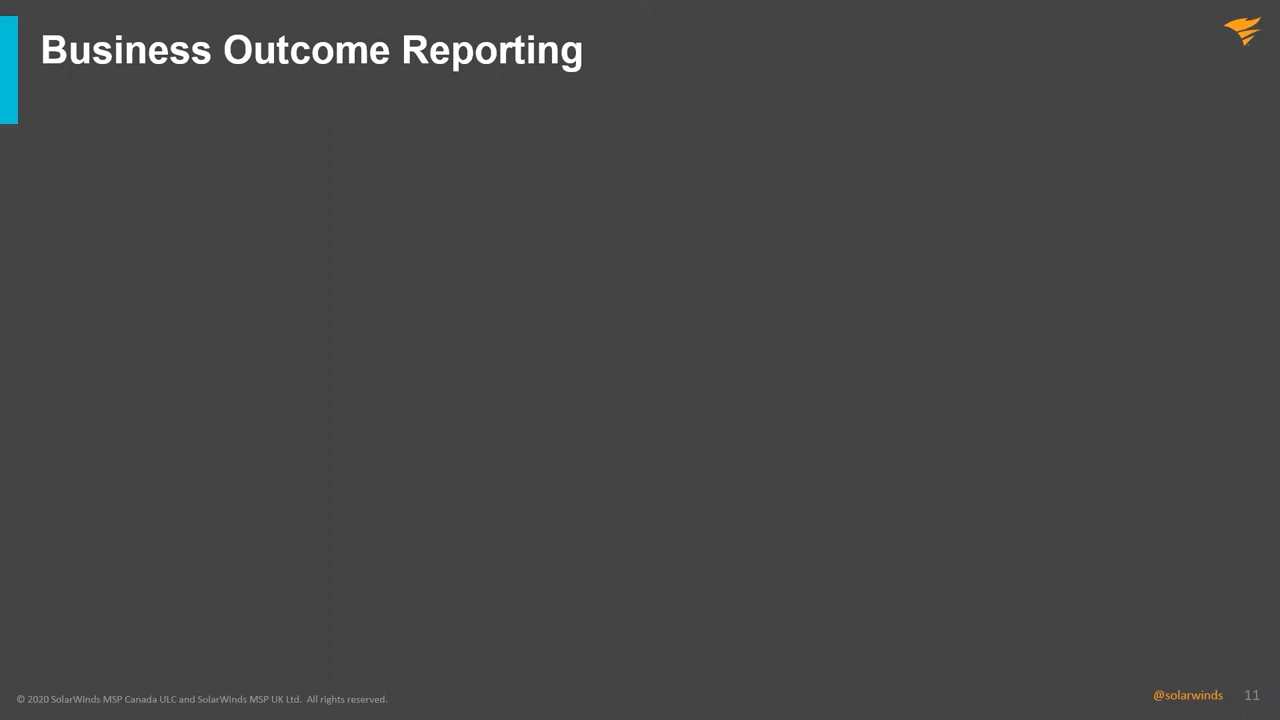 Business Outcome Reporting
© 2020 SolarWinds MSP Canada ULC and SolarWinds MSP UK Ltd. All rights reserved.
@solarwinds 11